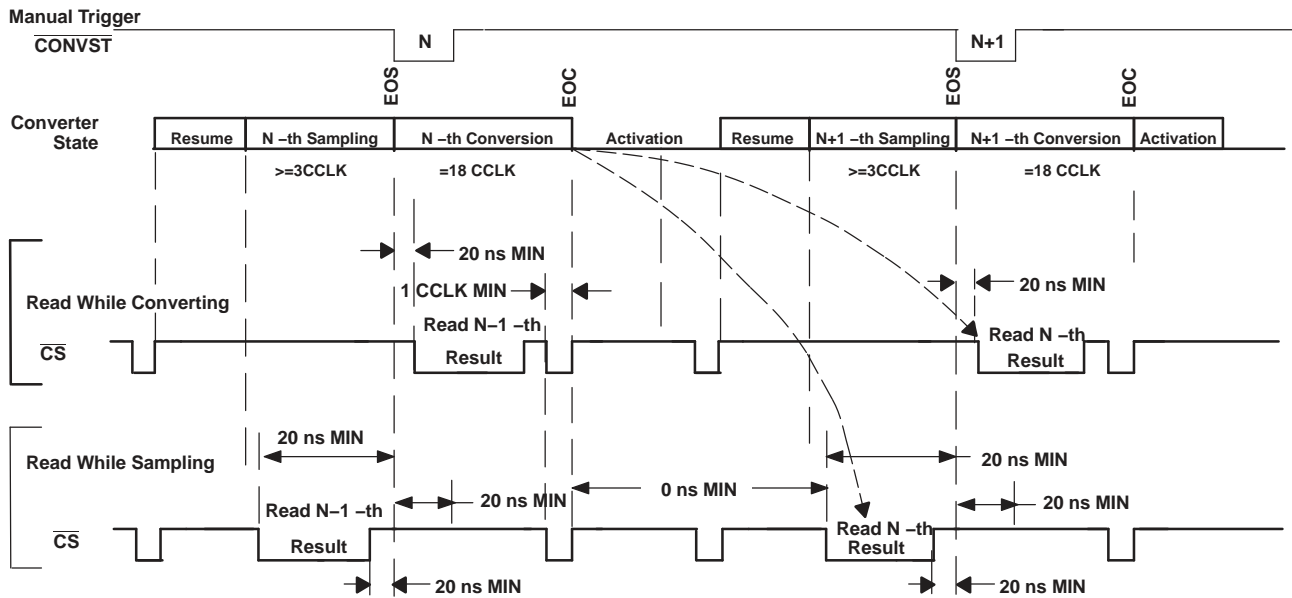 Manual Trigger
CONVST
N
N+1
EOS
EOC
EOS
EOC
Converter
State
Resume
N –th Sampling
N –th Conversion
Activation
Resume
N+1 –th Sampling
N+1 –th Conversion
Activation
>=3CCLK
=18 CCLK
>=3CCLK
=18 CCLK
20 ns MIN
20 ns MIN
1 CCLK MIN
Read While Converting
Read N–1 –th
Result
Read N –th
Result
CS
20 ns MIN
20 ns MIN
Read While Sampling
0 ns MIN
20 ns MIN
20 ns MIN
Read N–1 –th
Result
Read N –th
Result
CS
20 ns MIN
20 ns MIN